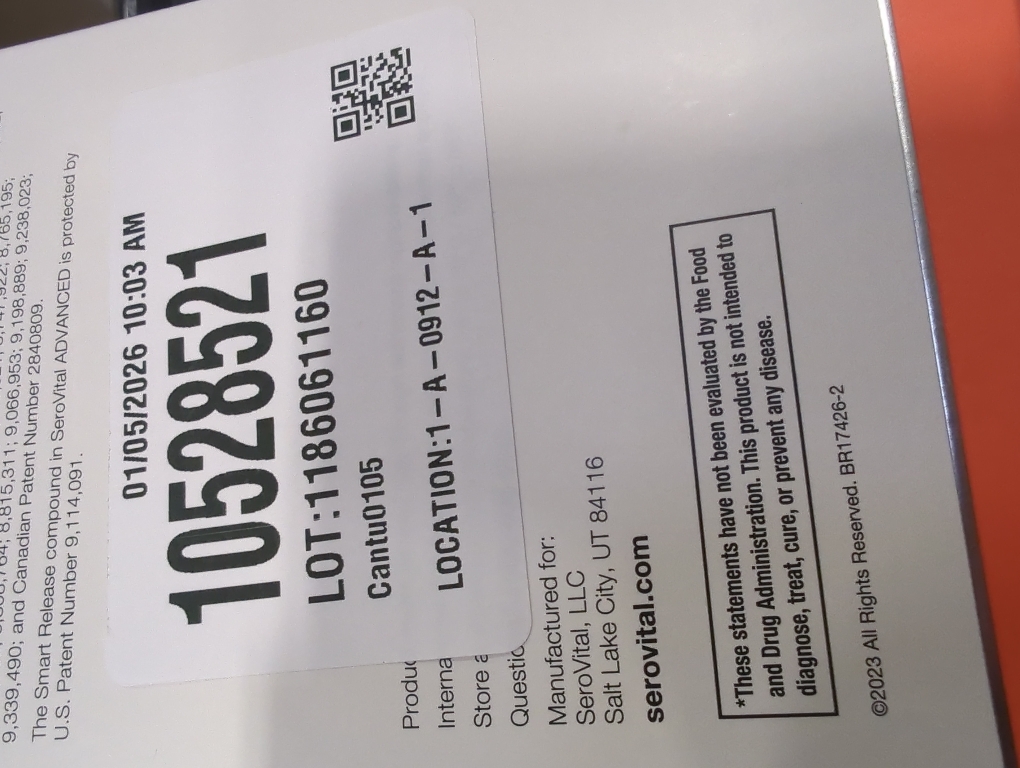 9,339,490; and Canadian Patent Number 2840809.
The Smart Release compound in SeroVital ADVANCED is protected by
U.S. Patent Number 9,114,091.
01/05/2026 10:03 AM
10528521
LOT:1186061160
Cantu0105
LOCATION:1-A-0912-A-1
Manufactured for:
SeroVital, LLC
Salt Lake City, UT 84116
serovital.com
*These statements have not been evaluated by the Food
and Drug Administration. This product is not intended to
diagnose, treat, cure, or prevent any disease.
©2023 All Rights Reserved. BR17426-2